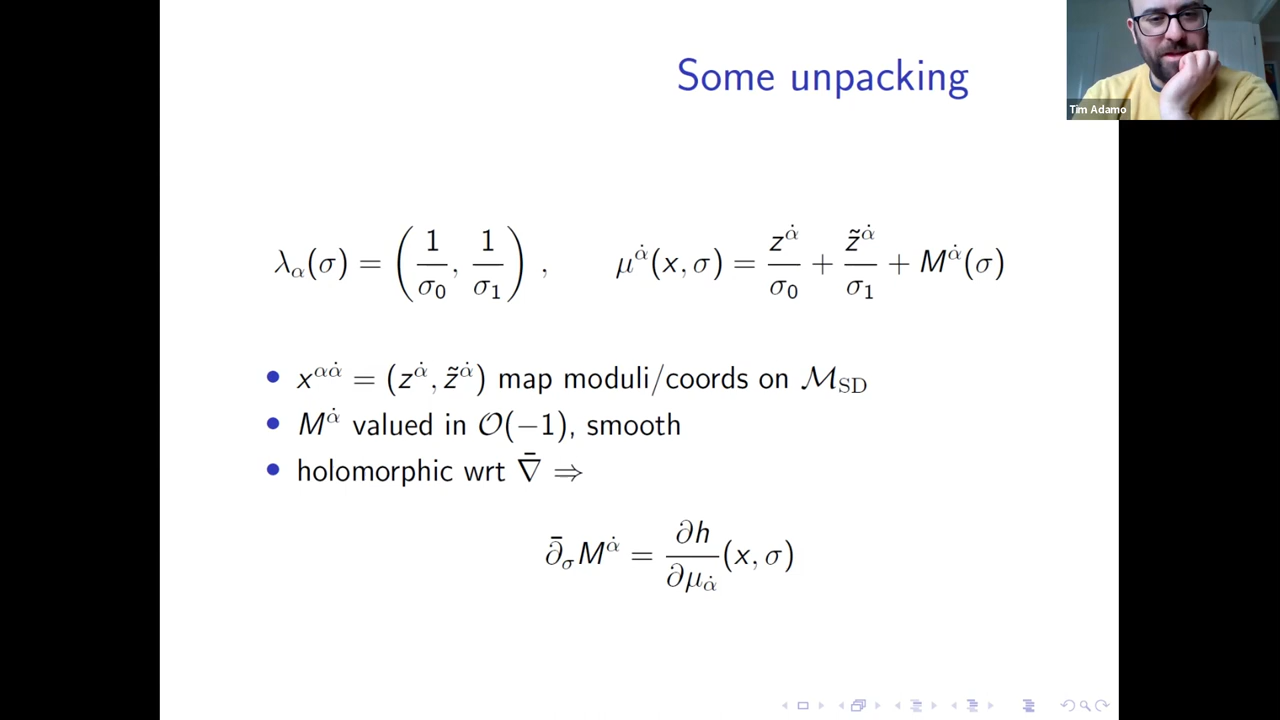 Some unpacking
Tim Adamo
λ_α(σ) = (1/σ_0, 1/σ_1) , μ^α̇(x, σ) = z^α̇/σ_0 + z̃^α̇/σ_1 + M^α̇(σ)
• x^{αα̇} = (z^α̇, z̃^α̇) map moduli/coords on ℳ_SD
• M^α̇ valued in 𝒪(−1), smooth
• holomorphic wrt ∇̄ ⇒
∂̄_σ M^α̇ = ∂h/∂μ_α̇ (x, σ)